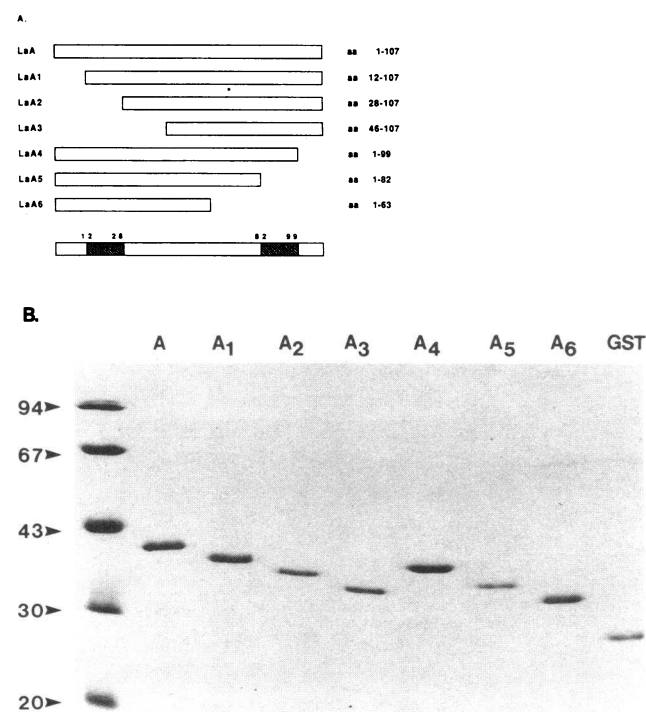 A.
LaA aa 1-107
LaA1 aa 12-107
LaA2 aa 28-107
LaA3 aa 46-107
LaA4 aa 1-99
LaA5 aa 1-82
LaA6 aa 1-63
12 28 82 99
B.
A A1 A2 A3 A4 A5 A6 GST
94
67
43
30
20